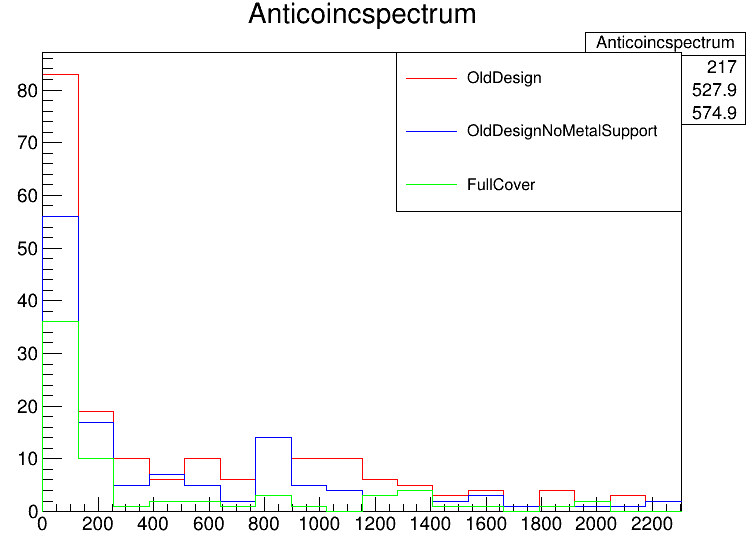 Anticoincspectrum
Anticoincspectrum
217
527.9
574.9
OldDesign
OldDesignNoMetalSupport
FullCover
80
70
60
50
40
30
20
10
0
0 200 400 600 800 1000 1200 1400 1600 1800 2000 2200